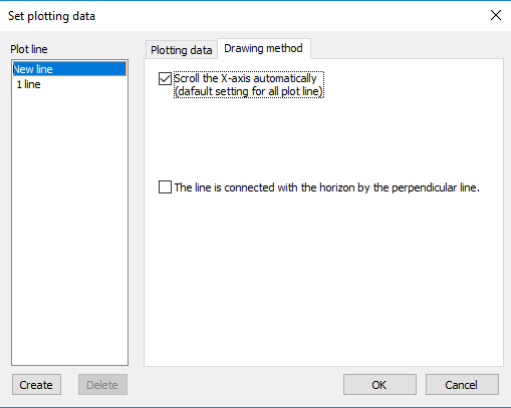 Set plotting data
Plot line
New line
1 line
Plotting data
Drawing method
Scroll the X-axis automatically
(dafault setting for all plot line)
The line is connected with the horizon by the perpendicular line.
Create
Delete
OK
Cancel